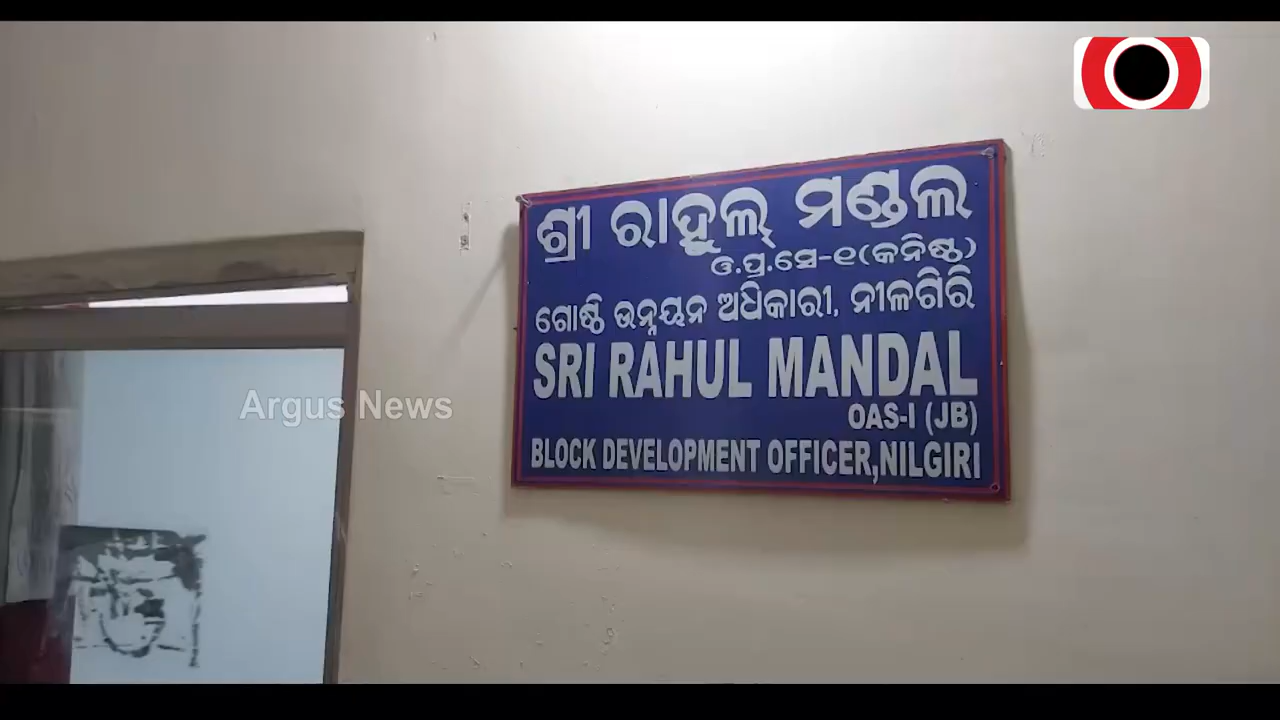 ଶ୍ରୀ ରାହୁଲ୍ ମଣ୍ଡଲ
ଓ.ପ୍ର.ସେ-୧(କନିଷ୍ଠ)
ଗୋଷ୍ଠି ଉନ୍ନୟନ ଅଧିକାରୀ, ନୀଳଗିରି
SRI RAHUL MANDAL
OAS-I (JB)
BLOCK DEVELOPMENT OFFICER,NILGIRI
Argus News